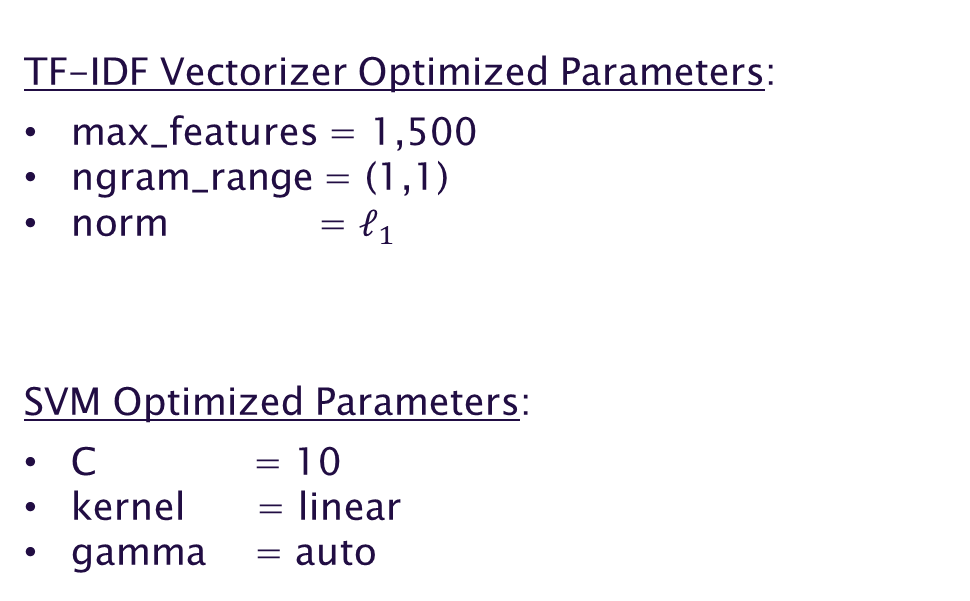 TF-IDF Vectorizer Optimized Parameters:
• max_features = 1,500
• ngram_range = (1,1)
• norm = ℓ₁
SVM Optimized Parameters:
• C = 10
• kernel = linear
• gamma = auto